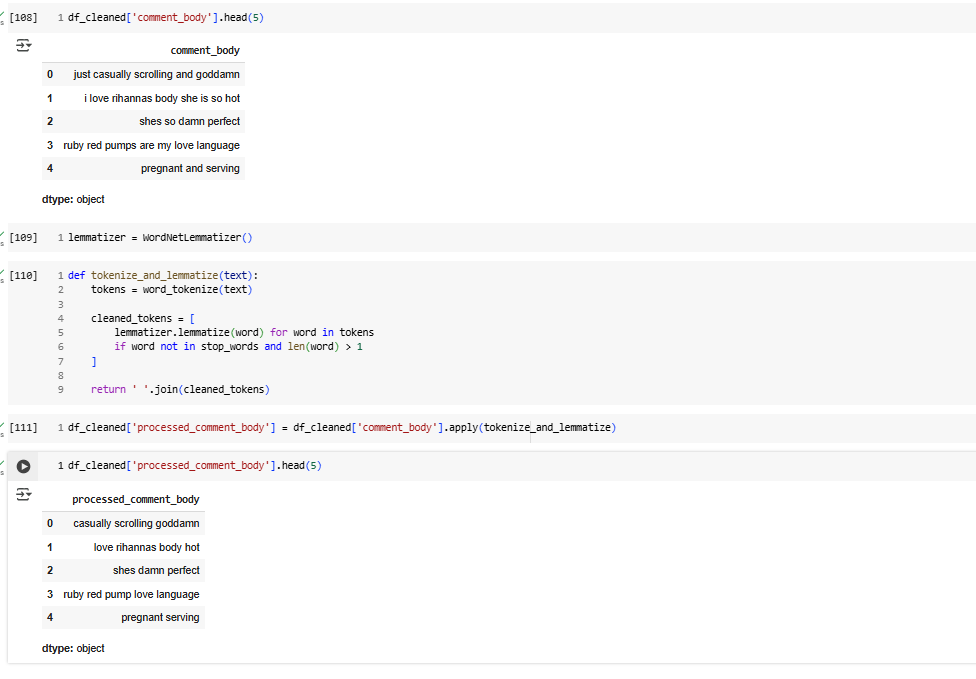 [108] 1 df_cleaned['comment_body'].head(5)
comment_body
0 just casually scrolling and goddamn
1 i love rihannas body she is so hot
2 shes so damn perfect
3 ruby red pumps are my love language
4 pregnant and serving
dtype: object
[109] 1 lemmatizer = WordNetLemmatizer()
[110] 1 def tokenize_and_lemmatize(text):
2     tokens = word_tokenize(text)
3
4     cleaned_tokens = [
5         lemmatizer.lemmatize(word) for word in tokens
6         if word not in stop_words and len(word) > 1
7     ]
8
9     return ' '.join(cleaned_tokens)
[111] 1 df_cleaned['processed_comment_body'] = df_cleaned['comment_body'].apply(tokenize_and_lemmatize)
1 df_cleaned['processed_comment_body'].head(5)
processed_comment_body
0 casually scrolling goddamn
1 love rihannas body hot
2 shes damn perfect
3 ruby red pump love language
4 pregnant serving
dtype: object